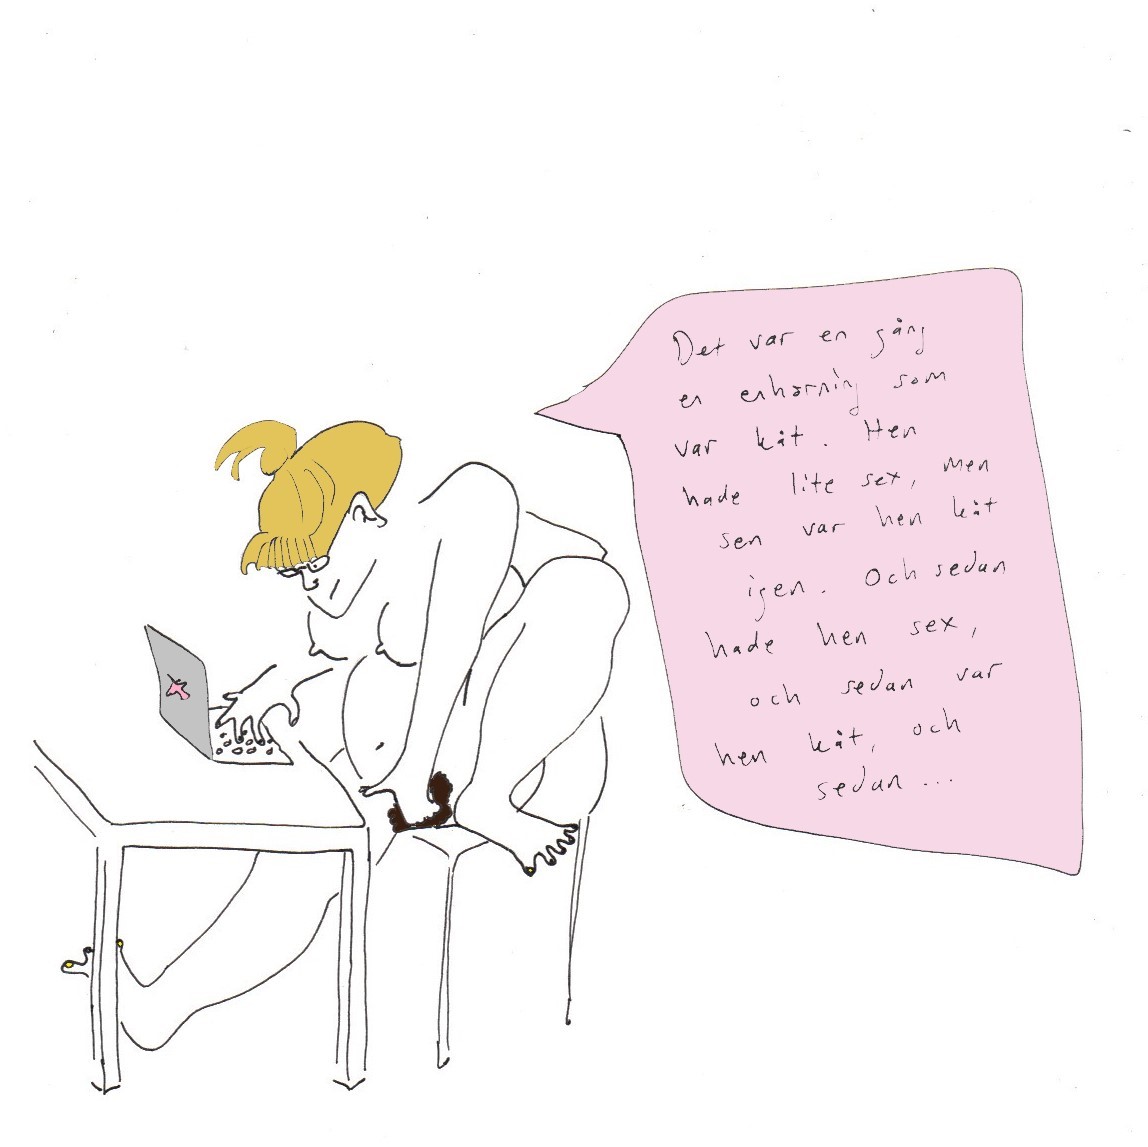 Det var en gång
en enhörning som
var kåt. Hen
hade lite sex, men
sen var hen kåt
igen. Och sedan
hade hen sex,
och sedan var
hen kåt, och
sedan ...